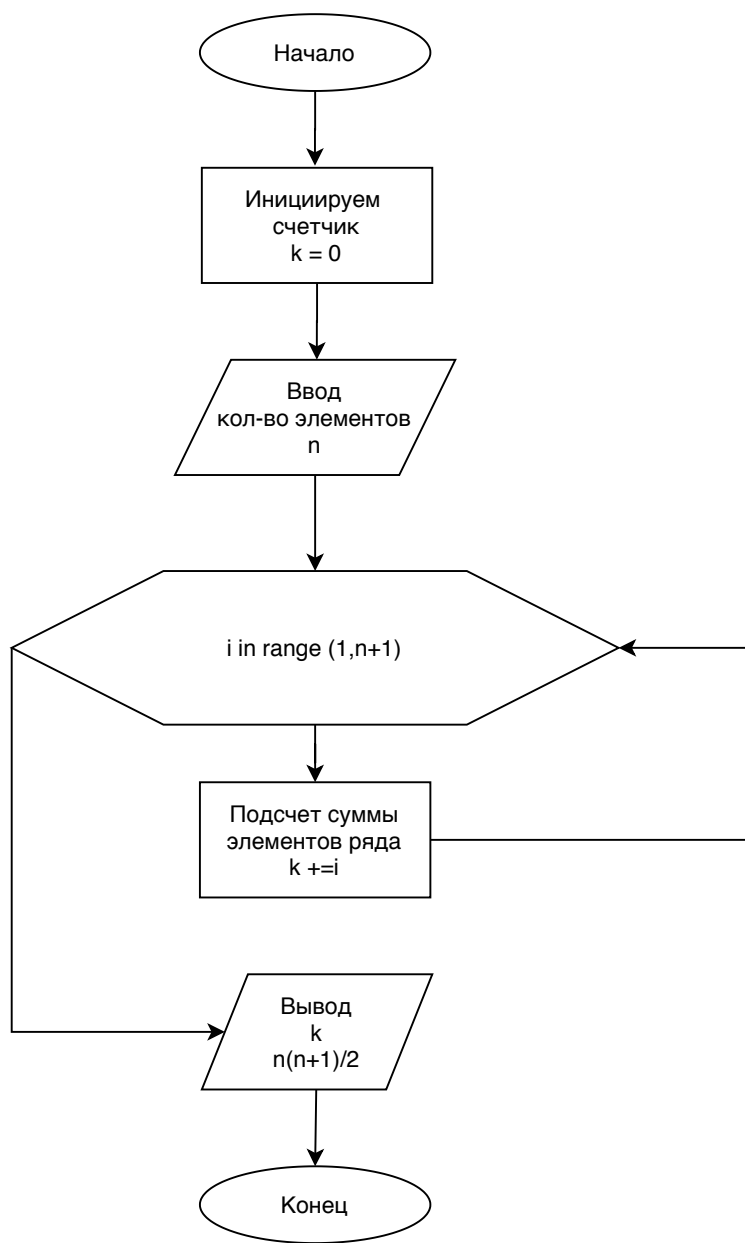 Начало
Инициируем
счетчик
k = 0
Ввод
кол-во элементов
n
i in range (1,n+1)
Подсчет суммы
элементов ряда
k +=i
Вывод
k
n(n+1)/2
Конец